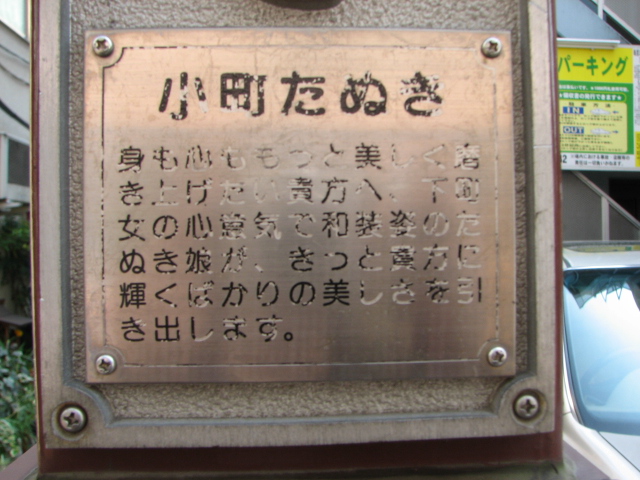 小町たぬき
身も心ももっと美しく磨
き上げたい貴方へ、下町
女の心意気で和装姿のた
ぬき娘が、きっと貴方に
輝くばかりの美しさを引
き出します。
パーキング
IN
OUT